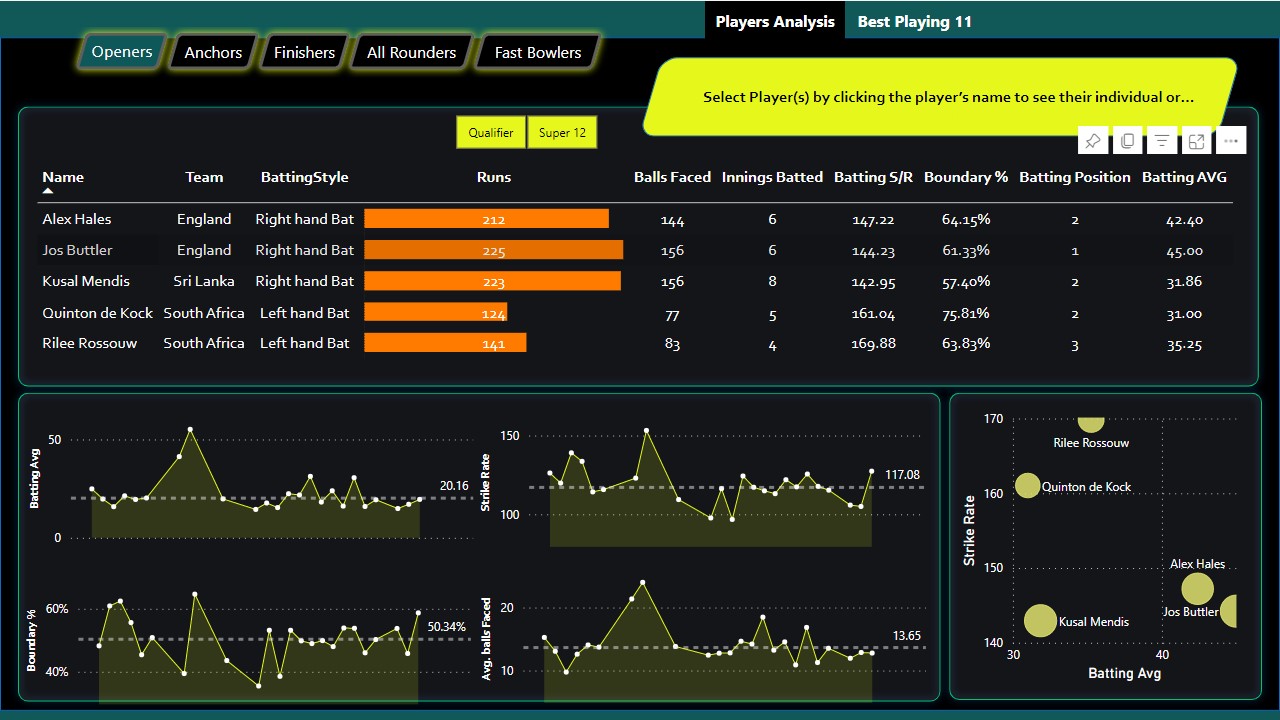 Players Analysis Best Playing 11
Openers Anchors Finishers All Rounders Fast Bowlers
Select Player(s) by clicking the player's name to see their individual or...
Qualifier Super 12
Name Team BattingStyle Runs Balls Faced Innings Batted Batting S/R Boundary % Batting Position Batting AVG
Alex Hales England Right hand Bat 212 144 6 147.22 64.15% 2 42.40
Jos Buttler England Right hand Bat 225 156 6 144.23 61.33% 1 45.00
Kusal Mendis Sri Lanka Right hand Bat 223 156 8 142.95 57.40% 2 31.86
Quinton de Kock South Africa Left hand Bat 124 77 5 161.04 75.81% 2 31.00
Rilee Rossouw South Africa Left hand Bat 141 83 4 169.88 63.83% 3 35.25
Batting Avg
50
0
20.16
Strike Rate
150
100
117.08
Boundary %
60%
40%
50.34%
Avg. balls Faced
20
10
13.65
Strike Rate
170
160
150
140
Rilee Rossouw
Quinton de Kock
Alex Hales
Jos Buttler
Kusal Mendis
30 40
Batting Avg